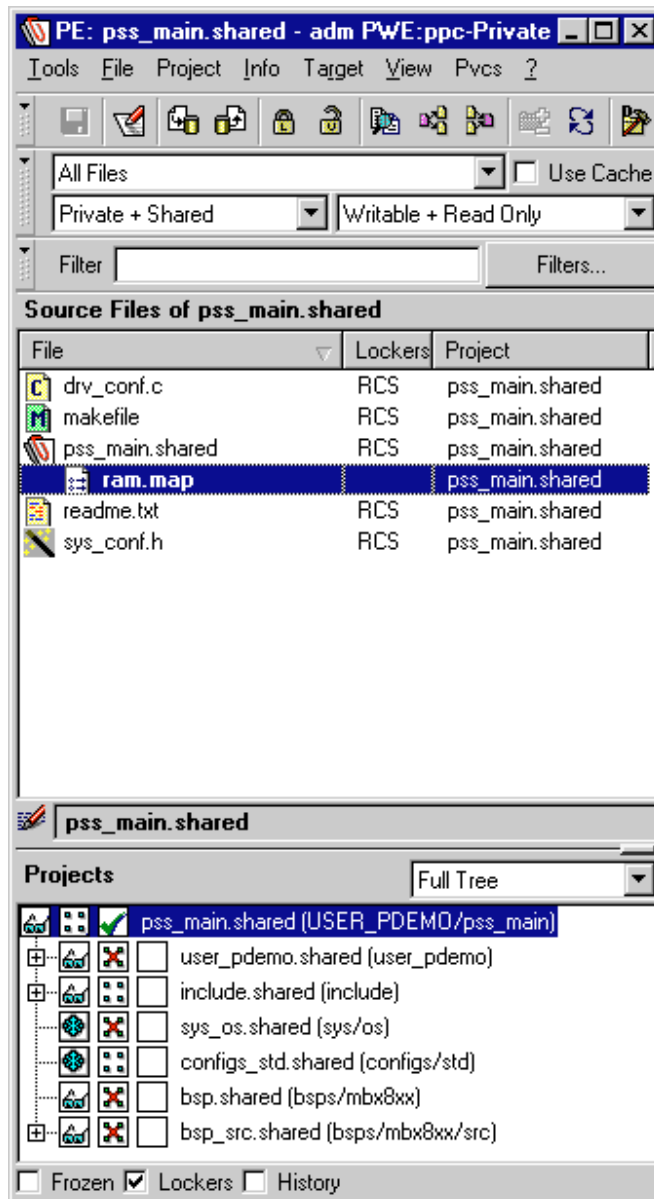 PE: pss_main.shared - adm PWE:ppc-Private
Tools File Project Info Target View Pvcs ?
All Files Use Cache
Private + Shared Writable + Read Only
Filter Filters...
Source Files of pss_main.shared
File Lockers Project
drv_conf.c RCS pss_main.shared
makefile RCS pss_main.shared
pss_main.shared RCS pss_main.shared
ram.map pss_main.shared
readme.txt RCS pss_main.shared
sys_conf.h RCS pss_main.shared
pss_main.shared
Projects Full Tree
pss_main.shared (USER_PDEMO/pss_main)
user_pdemo.shared (user_pdemo)
include.shared (include)
sys_os.shared (sys/os)
configs_std.shared (configs/std)
bsp.shared (bsps/mbx8xx)
bsp_src.shared (bsps/mbx8xx/src)
Frozen Lockers History